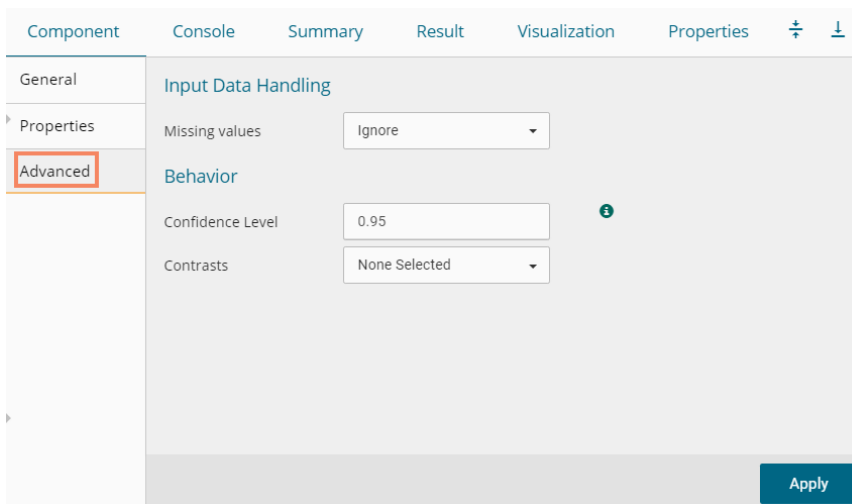 Component Console Summary Result Visualization Properties
General
Properties
Advanced
Input Data Handling
Missing values Ignore
Behavior
Confidence Level 0.95
Contrasts None Selected
Apply